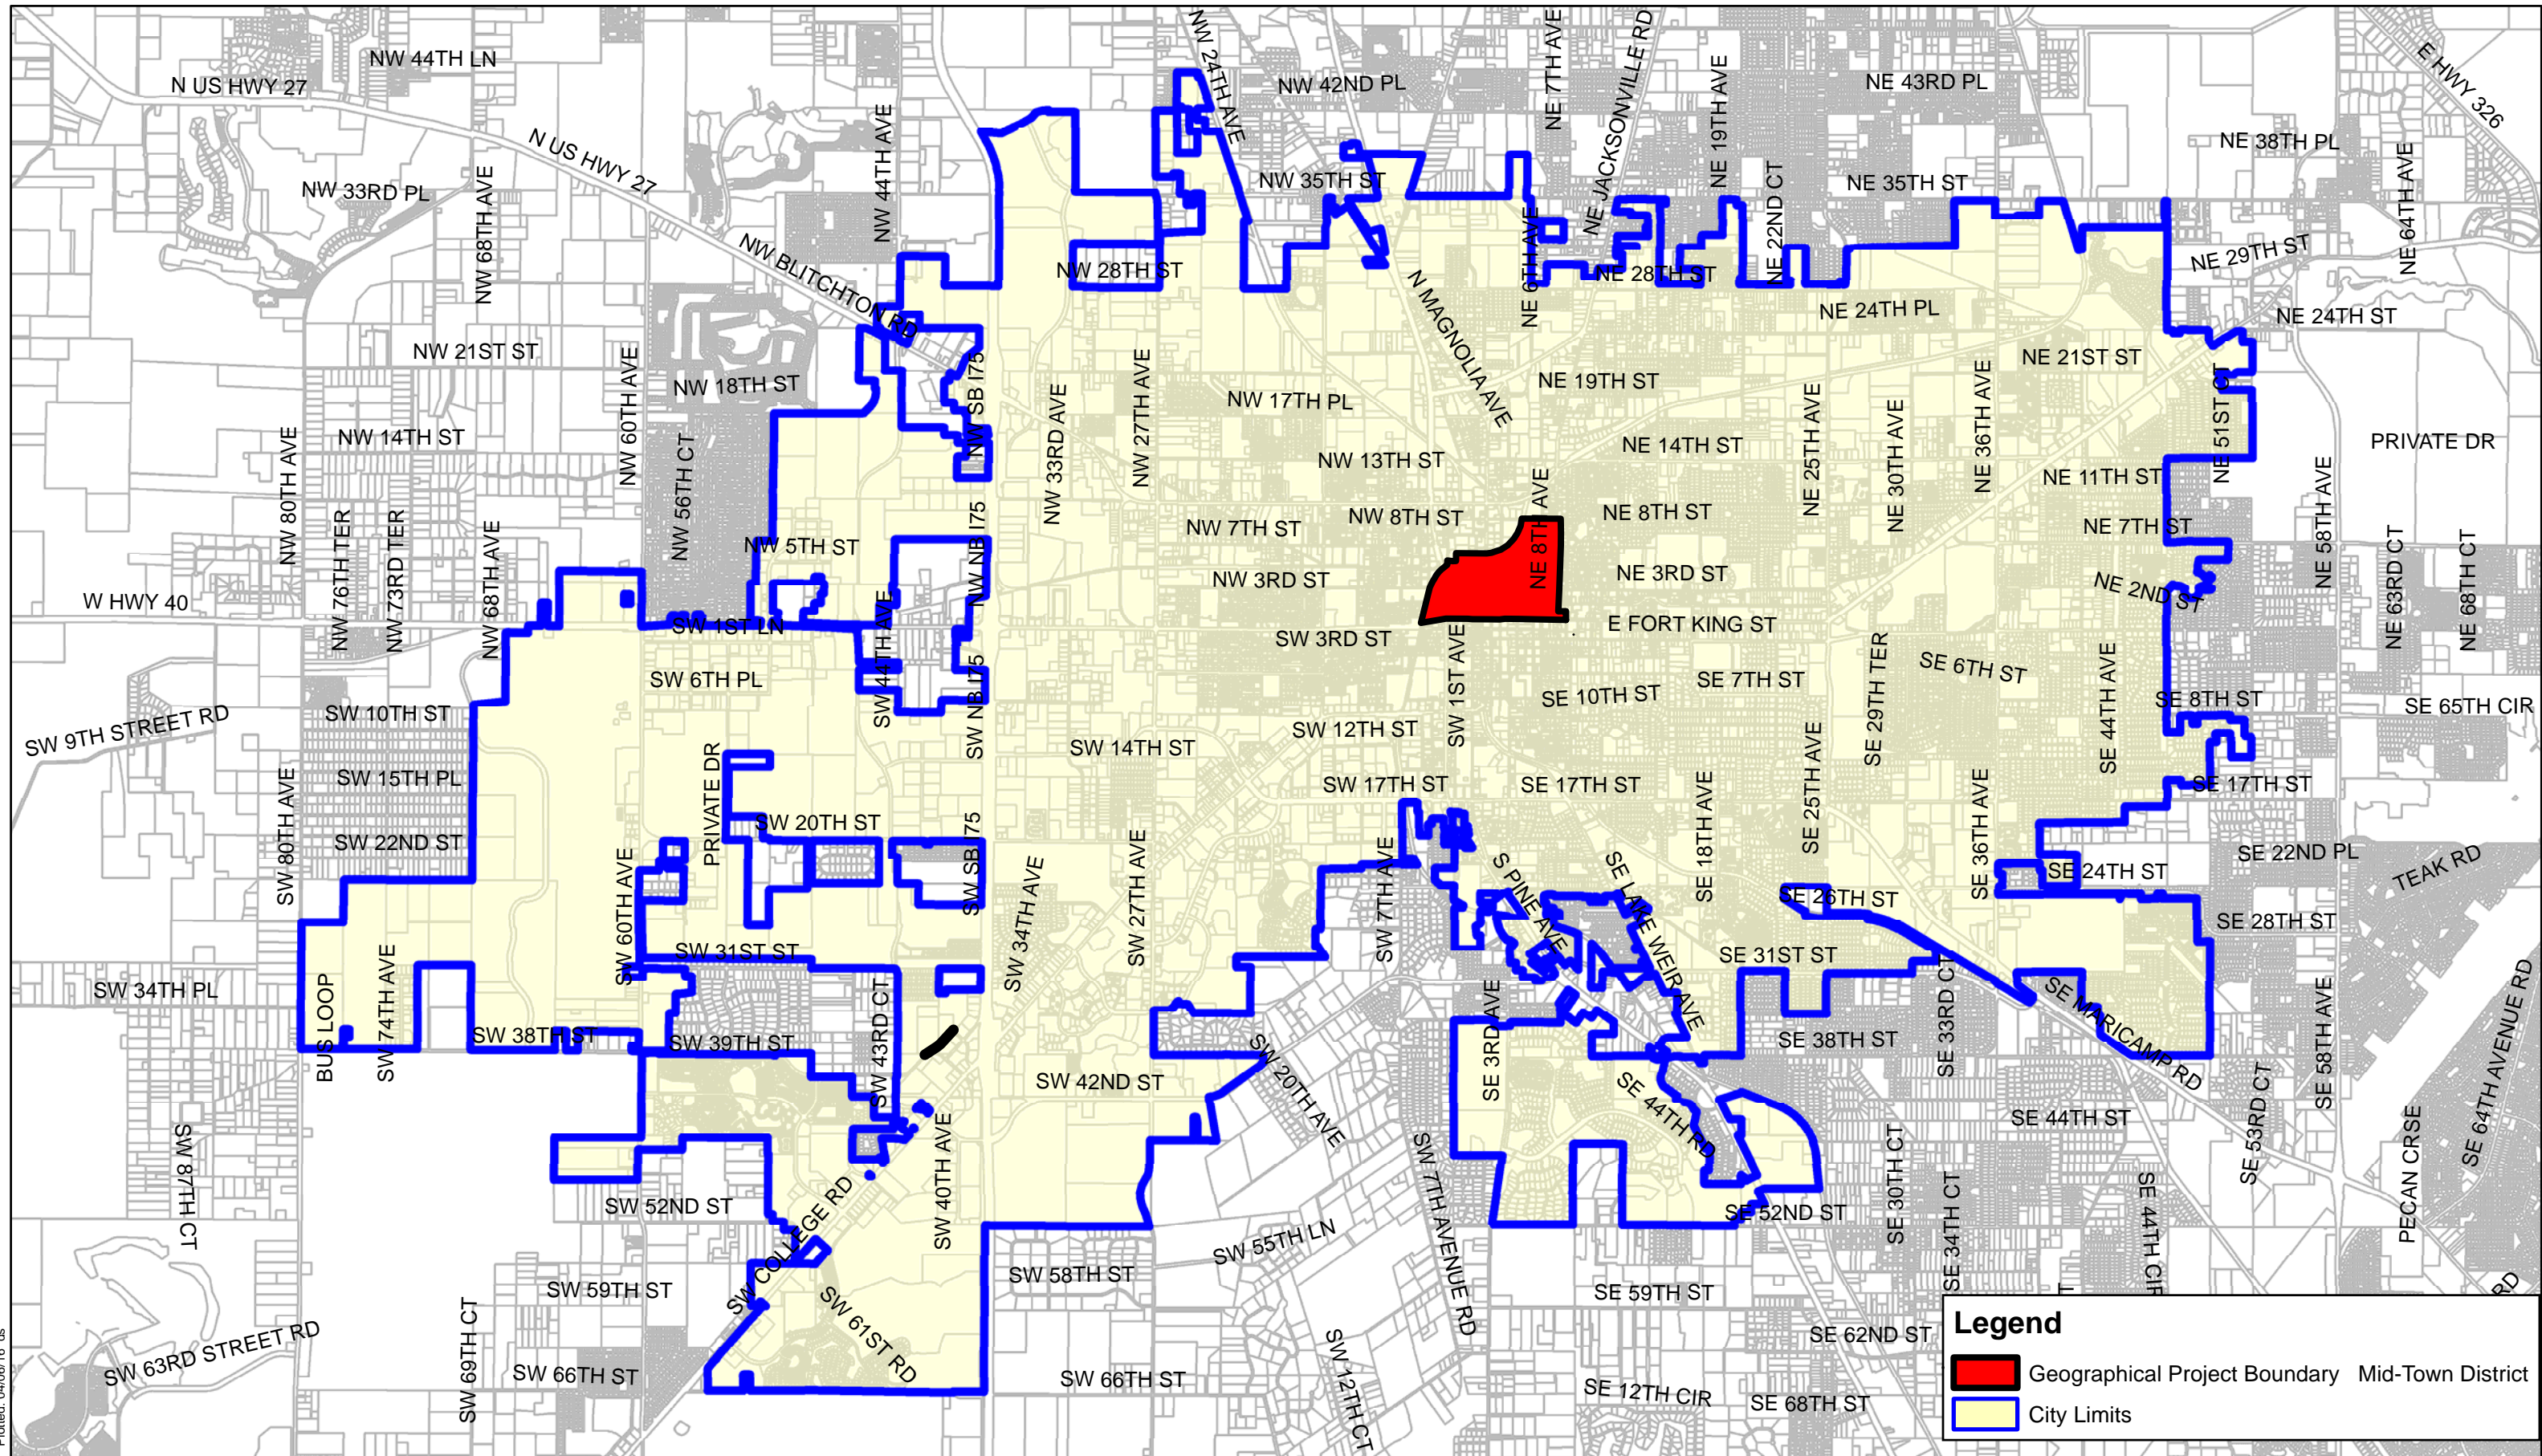 NW 44TH LN
N US HWY 27
NW 24TH AVE
NW 42ND PL
NE 7TH AVE
NE JACKSONVILLE RD
NE 19TH AVE
NE 43RD PL
E HWY 326
N US HWY 27
NW 44TH AVE
NE 38TH PL
NW 33RD PL
NW 68TH AVE
NW 35TH ST
NE 22ND CT
NE 35TH ST
NE 64TH AVE
NW BLITCHTON RD
NW 28TH ST
N MAGNOLIA AVE
NE 6TH AVE
NE 28TH ST
NE 29TH ST
NE 24TH PL
NE 24TH ST
NW 21ST ST
NW 60TH AVE
NW 18TH ST
NW SB I75
NW 33RD AVE
NW 27TH AVE
NW 17TH PL
NE 19TH ST
NE 25TH AVE
NE 30TH AVE
NE 36TH AVE
NE 21ST ST
NE 51ST CT
NW 80TH AVE
NW 14TH ST
NW 56TH CT
NW 13TH ST
NE 14TH ST
NE 11TH ST
PRIVATE DR
NW 76TH TER
NW 73RD TER
NW 68TH AVE
NW 5TH ST
NW NB I75
NW 7TH ST
NW 8TH ST
NE 8TH AVE
NE 8TH ST
NE 7TH ST
NE 58TH AVE
NE 63RD CT
NE 68TH CT
NW 3RD ST
NE 3RD ST
NE 2ND ST
W HWY 40
SW 1ST LN
SW 44TH AVE
SW 3RD ST
SW 1ST AVE
E FORT KING ST
SW 6TH PL
SW NB I75
SE 10TH ST
SE 7TH ST
SE 29TH TER
SE 6TH ST
SE 44TH AVE
SE 8TH ST
SE 65TH CIR
SW 9TH STREET RD
SW 10TH ST
SW 12TH ST
SW 14TH ST
SW 15TH PL
SW 80TH AVE
PRIVATE DR
SW 17TH ST
SE 17TH ST
SE 18TH AVE
SE 25TH AVE
SE 36TH AVE
SE 17TH ST
SW 20TH ST
SW 22ND ST
SW 60TH AVE
SW SB I75
SW 34TH AVE
SW 27TH AVE
SW 7TH AVE
S PINE AVE
SE LAKE WEIR AVE
SE 26TH ST
SE 24TH ST
SE 22ND PL
TEAK RD
SE 28TH ST
SW 31ST ST
SE 31ST ST
SW 34TH PL
BUS LOOP
SW 74TH AVE
SW 38TH ST
SW 39TH ST
SW 43RD CT
SW 42ND ST
SW 20TH AVE
SE 3RD AVE
SE 38TH ST
SE 33RD CT
SE MARICAMP RD
SE 58TH AVE
SE 64TH AVENUE RD
SW 87TH CT
SW 40TH AVE
SW 7TH AVENUE RD
SE 44TH RD
SE 44TH ST
SE 53RD CT
PECAN CRSE
SW 52ND ST
SW COLLEGE RD
SW 55TH LN
SE 52ND ST
SE 30TH CT
SE 34TH CT
SE 44TH CIR
SW 59TH ST
SW 58TH ST
SE 59TH ST
RD
SW 63RD STREET RD
SW 69TH CT
SW 66TH ST
SW 61ST RD
SW 66TH ST
SW 12TH CT
SE 12TH CIR
SE 62ND ST
SE 68TH ST
Legend
Geographical Project Boundary Mid-Town District
City Limits